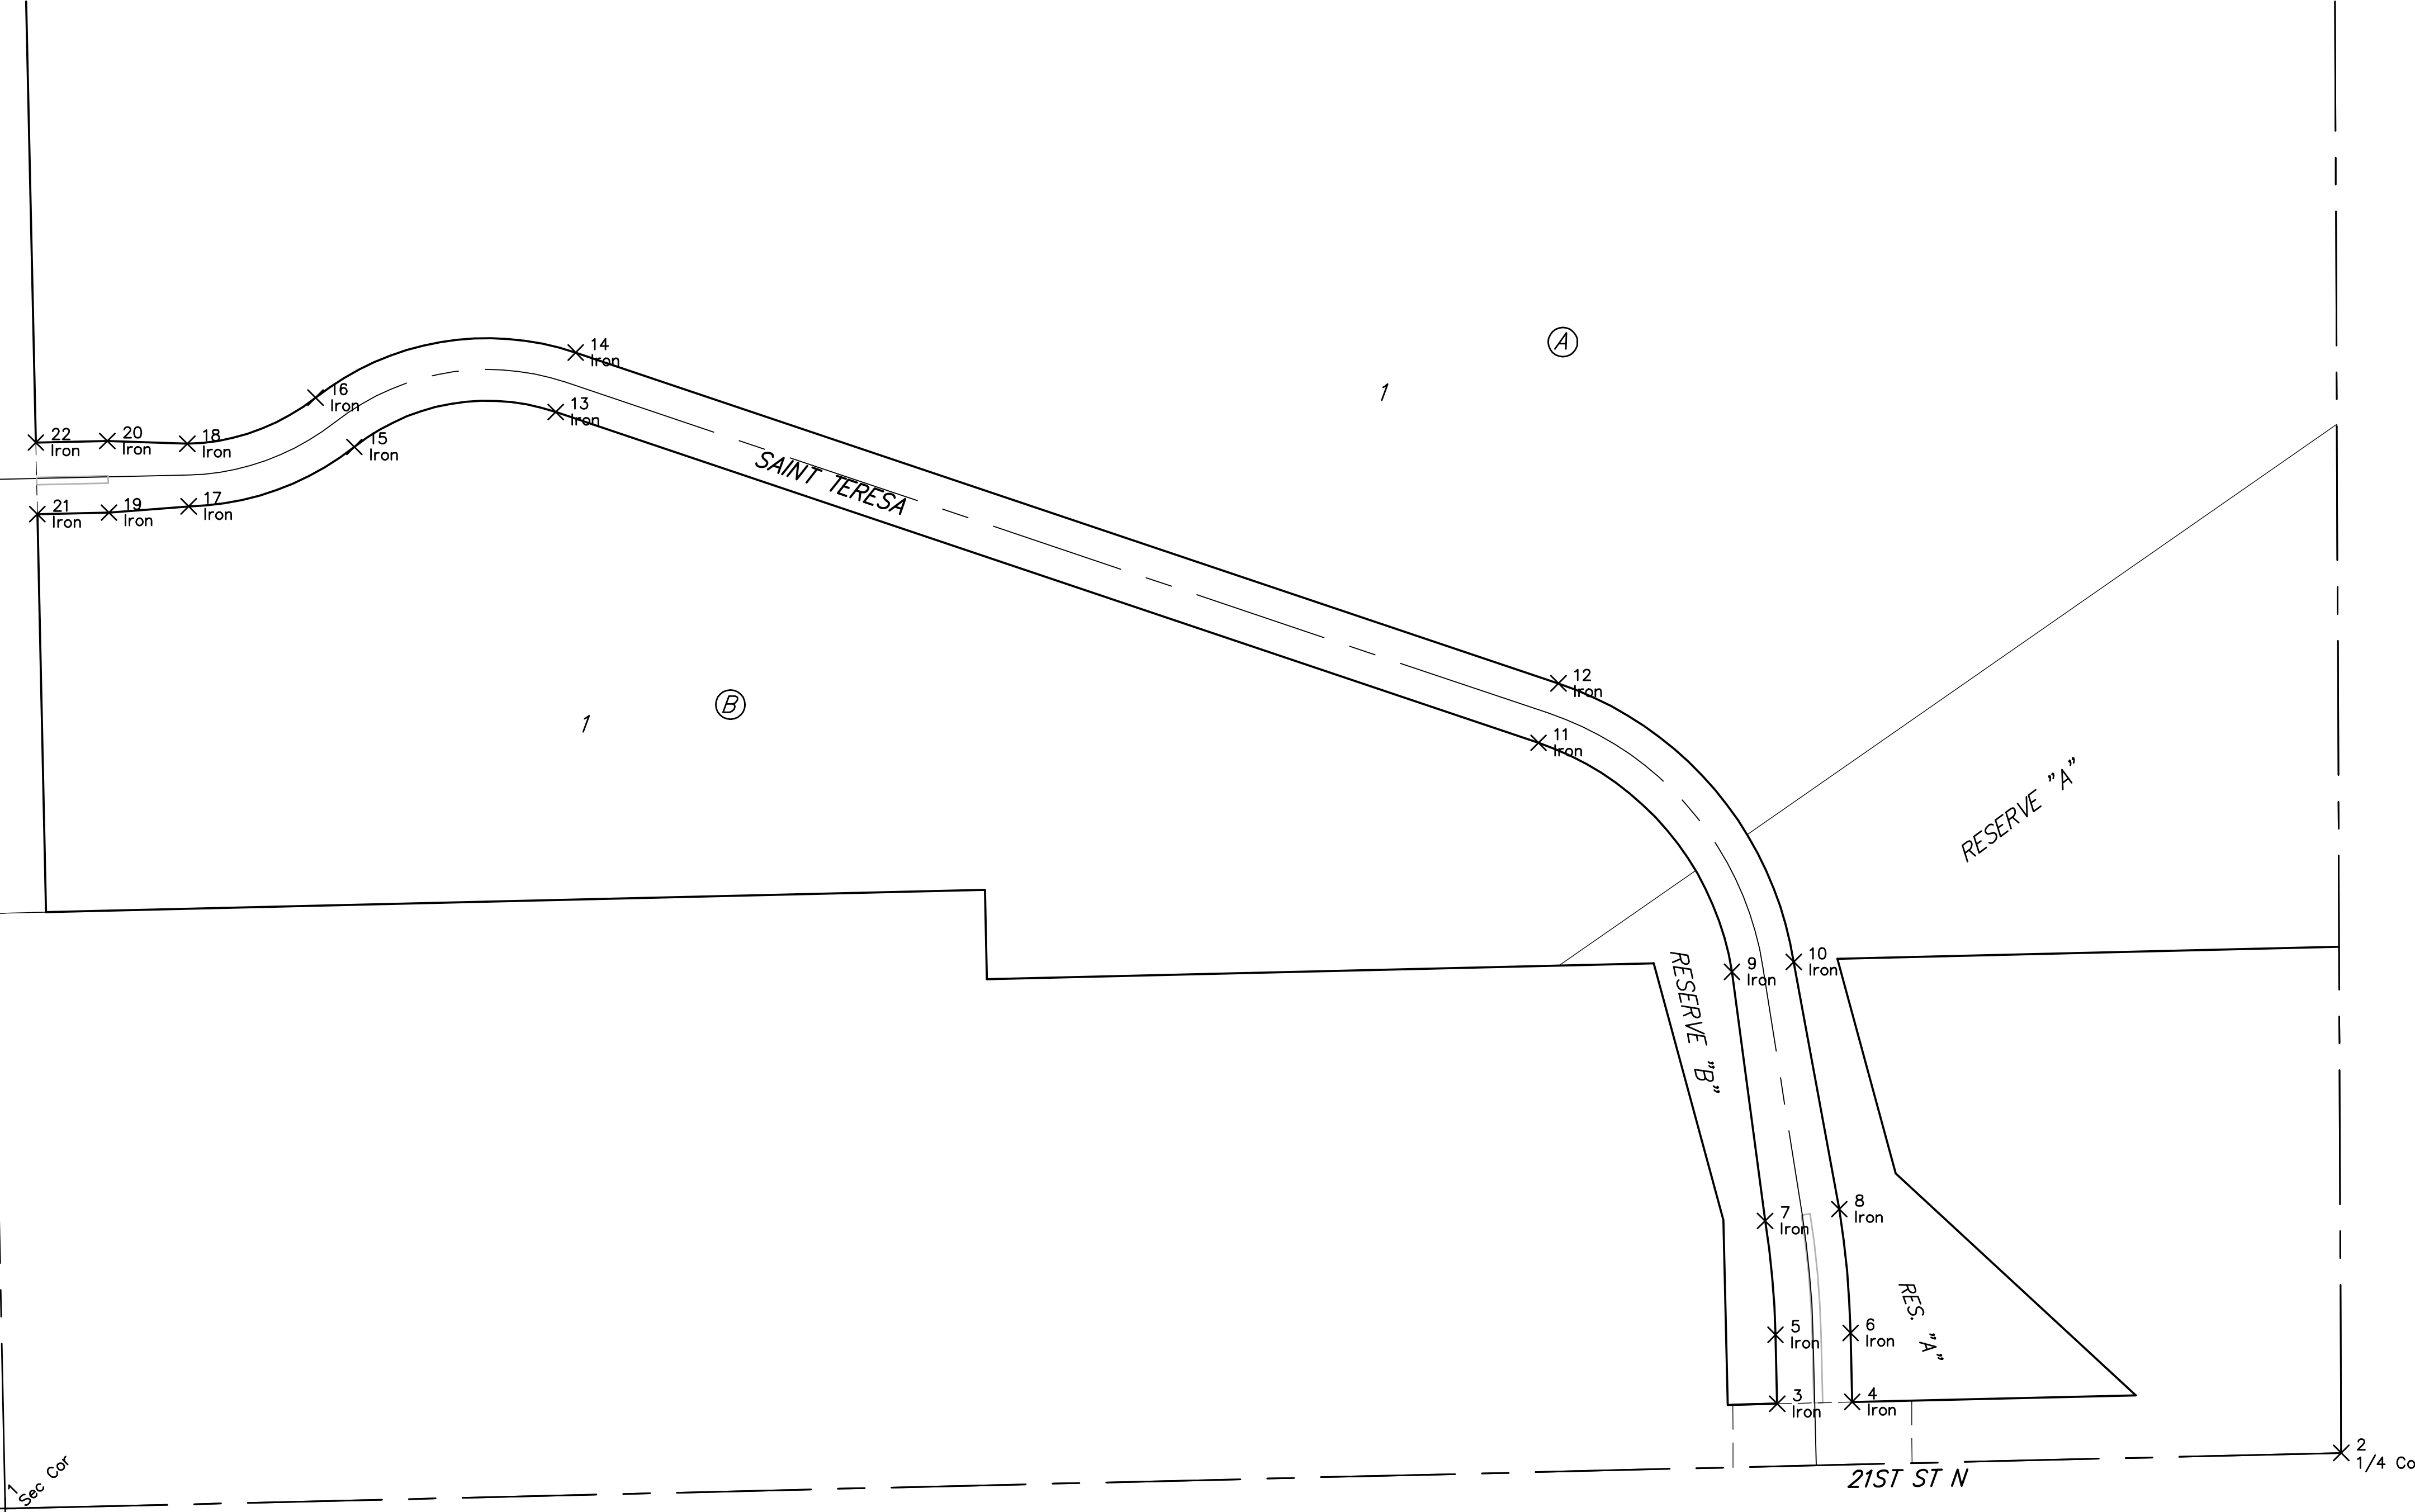 14
Iron
A
16
Iron
1
13
Iron
22
Iron
20
Iron
18
Iron
15
Iron
SAINT TERESA
21
Iron
19
Iron
17
Iron
12
Iron
B
1
11
Iron
RESERVE "A"
9
Iron
10
Iron
RESERVE "B"
8
Iron
7
Iron
5
Iron
6
Iron
RES. "A"
3
Iron
4
Iron
1
Sec Cor
2
1/4 Co
21ST ST N